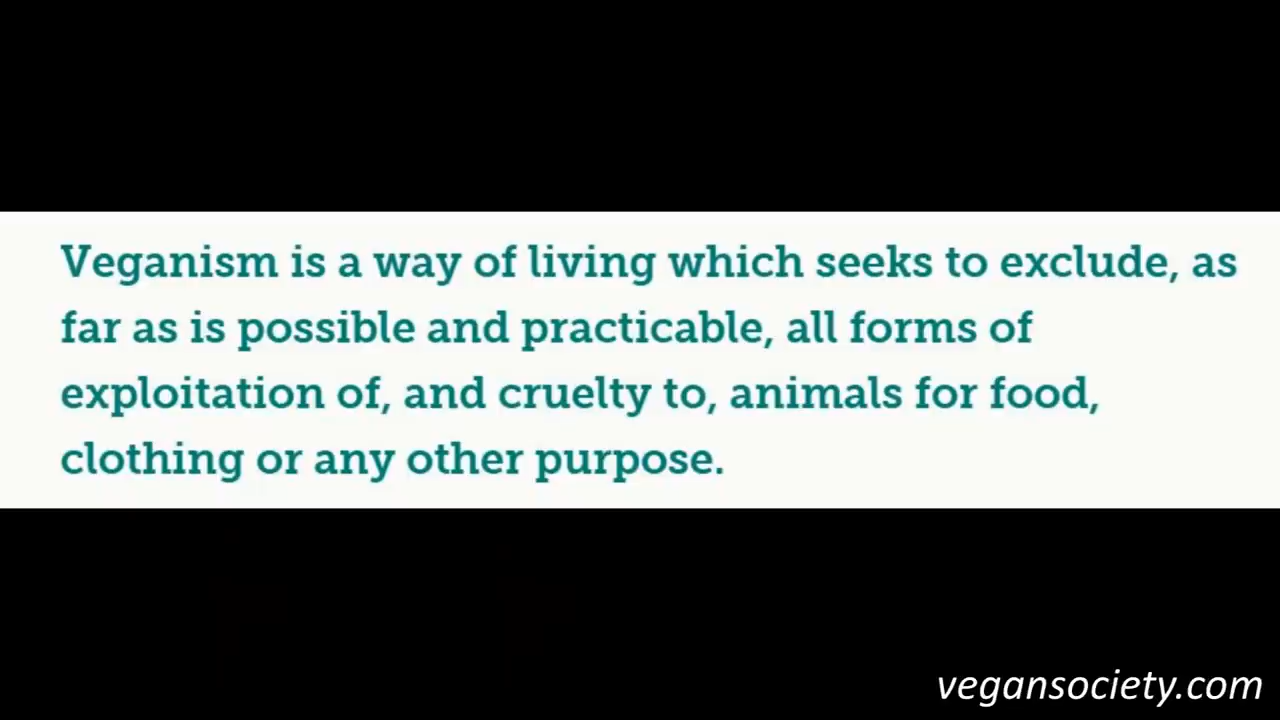 Veganism is a way of living which seeks to exclude, as
far as is possible and practicable, all forms of
exploitation of, and cruelty to, animals for food,
clothing or any other purpose.
vegansociety.com